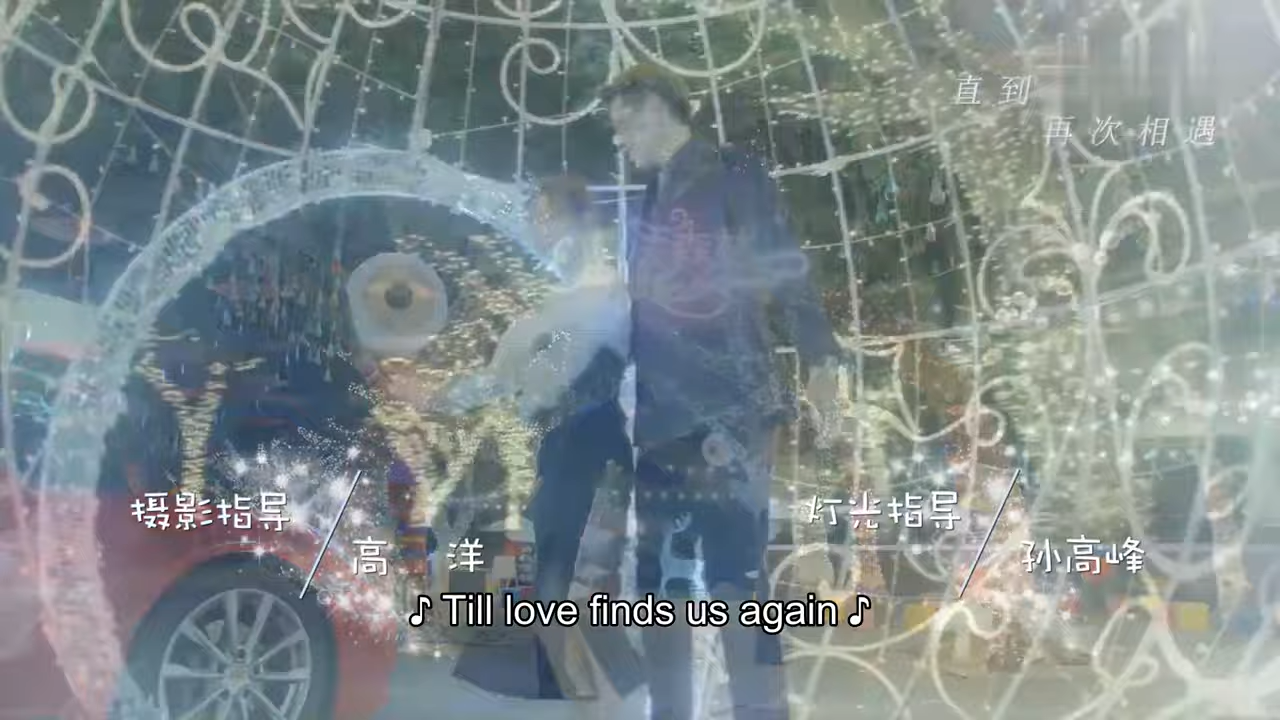 直到
再次相遇
摄影指导
高洋
灯光指导
孙高峰
♪ Till love finds us again ♪